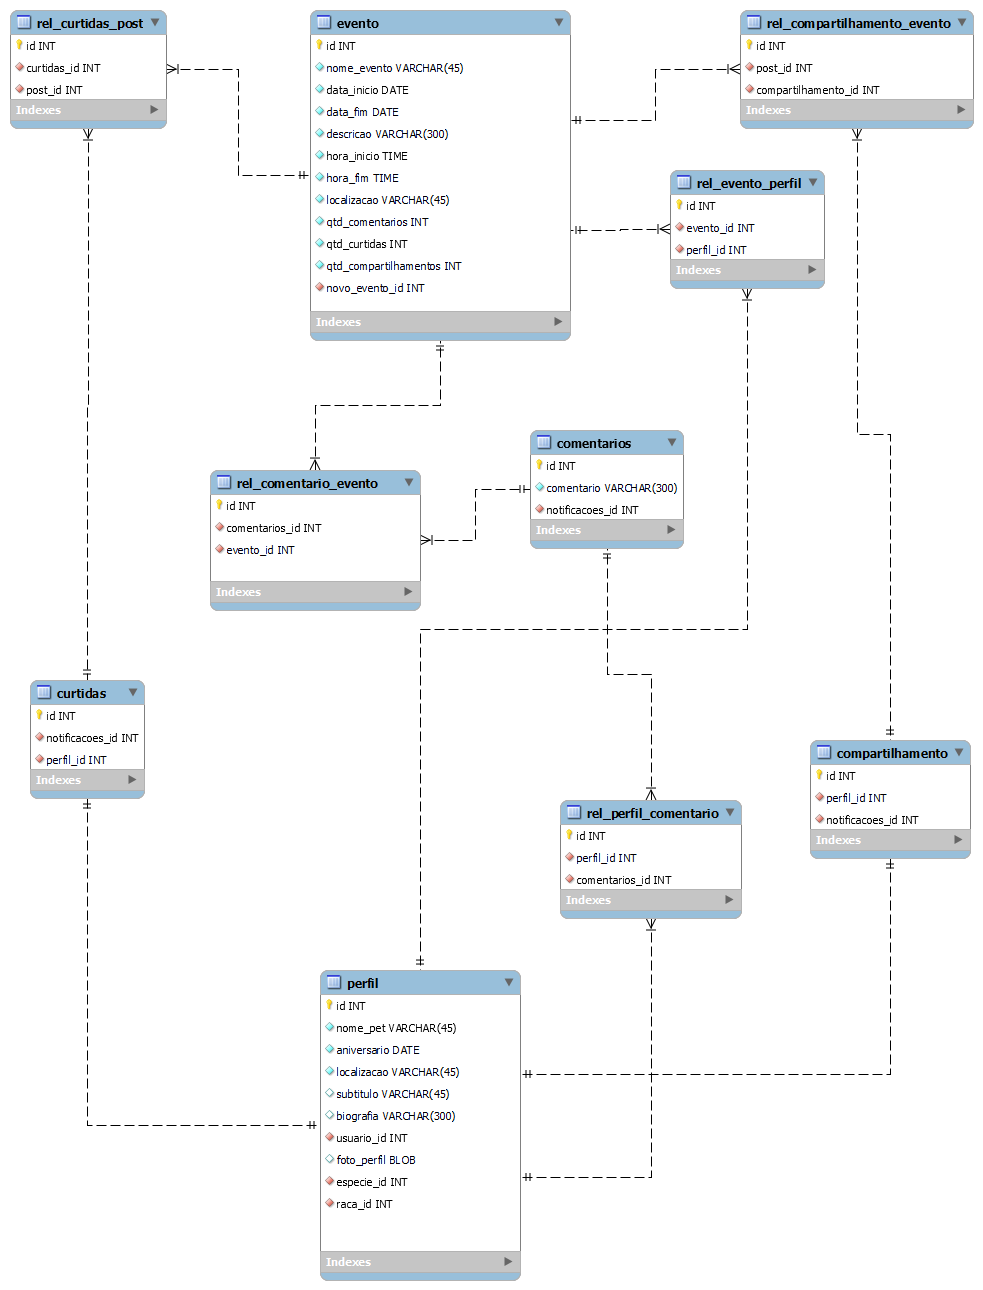 rel_curtidas_post
id INT
curtidas_id INT
post_id INT
Indexes
evento
id INT
nome_evento VARCHAR(45)
data_inicio DATE
data_fim DATE
descricao VARCHAR(300)
hora_inicio TIME
hora_fim TIME
localizacao VARCHAR(45)
qtd_comentarios INT
qtd_curtidas INT
qtd_compartilhamentos INT
novo_evento_id INT
Indexes
rel_compartilhamento_evento
id INT
post_id INT
compartilhamento_id INT
Indexes
rel_evento_perfil
id INT
evento_id INT
perfil_id INT
Indexes
comentarios
id INT
comentario VARCHAR(300)
notificacoes_id INT
Indexes
rel_comentario_evento
id INT
comentarios_id INT
evento_id INT
Indexes
curtidas
id INT
notificacoes_id INT
perfil_id INT
Indexes
compartilhamento
id INT
perfil_id INT
notificacoes_id INT
Indexes
rel_perfil_comentario
id INT
perfil_id INT
comentarios_id INT
Indexes
perfil
id INT
nome_pet VARCHAR(45)
aniversario DATE
localizacao VARCHAR(45)
subtitulo VARCHAR(45)
biografia VARCHAR(300)
usuario_id INT
foto_perfil BLOB
especie_id INT
raca_id INT
Indexes